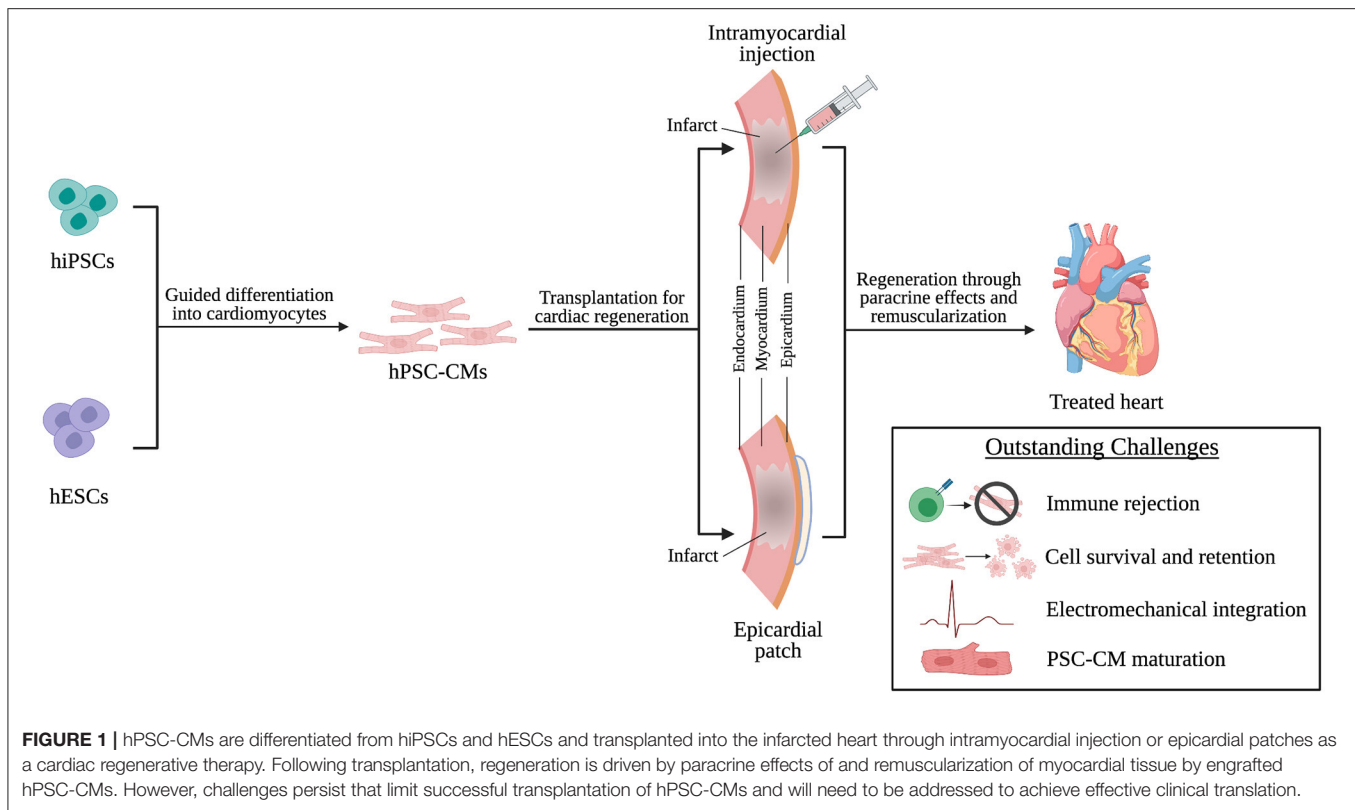 Intramyocardial
injection
Infarct
hiPSCs
Guided differentiation
into cardiomyocytes
hPSC-CMs
Transplantation for
cardiac regeneration
Endocardium
Myocardium
Epicardium
Regeneration through
paracrine effects and
remuscularization
Treated heart
hESCs
Infarct
Epicardial
patch
Outstanding Challenges
Immune rejection
Cell survival and retention
Electromechanical integration
PSC-CM maturation
FIGURE 1 | hPSC-CMs are differentiated from hiPSCs and hESCs and transplanted into the infarcted heart through intramyocardial injection or epicardial patches as
a cardiac regenerative therapy. Following transplantation, regeneration is driven by paracrine effects of and remuscularization of myocardial tissue by engrafted
hPSC-CMs. However, challenges persist that limit successful transplantation of hPSC-CMs and will need to be addressed to achieve effective clinical translation.